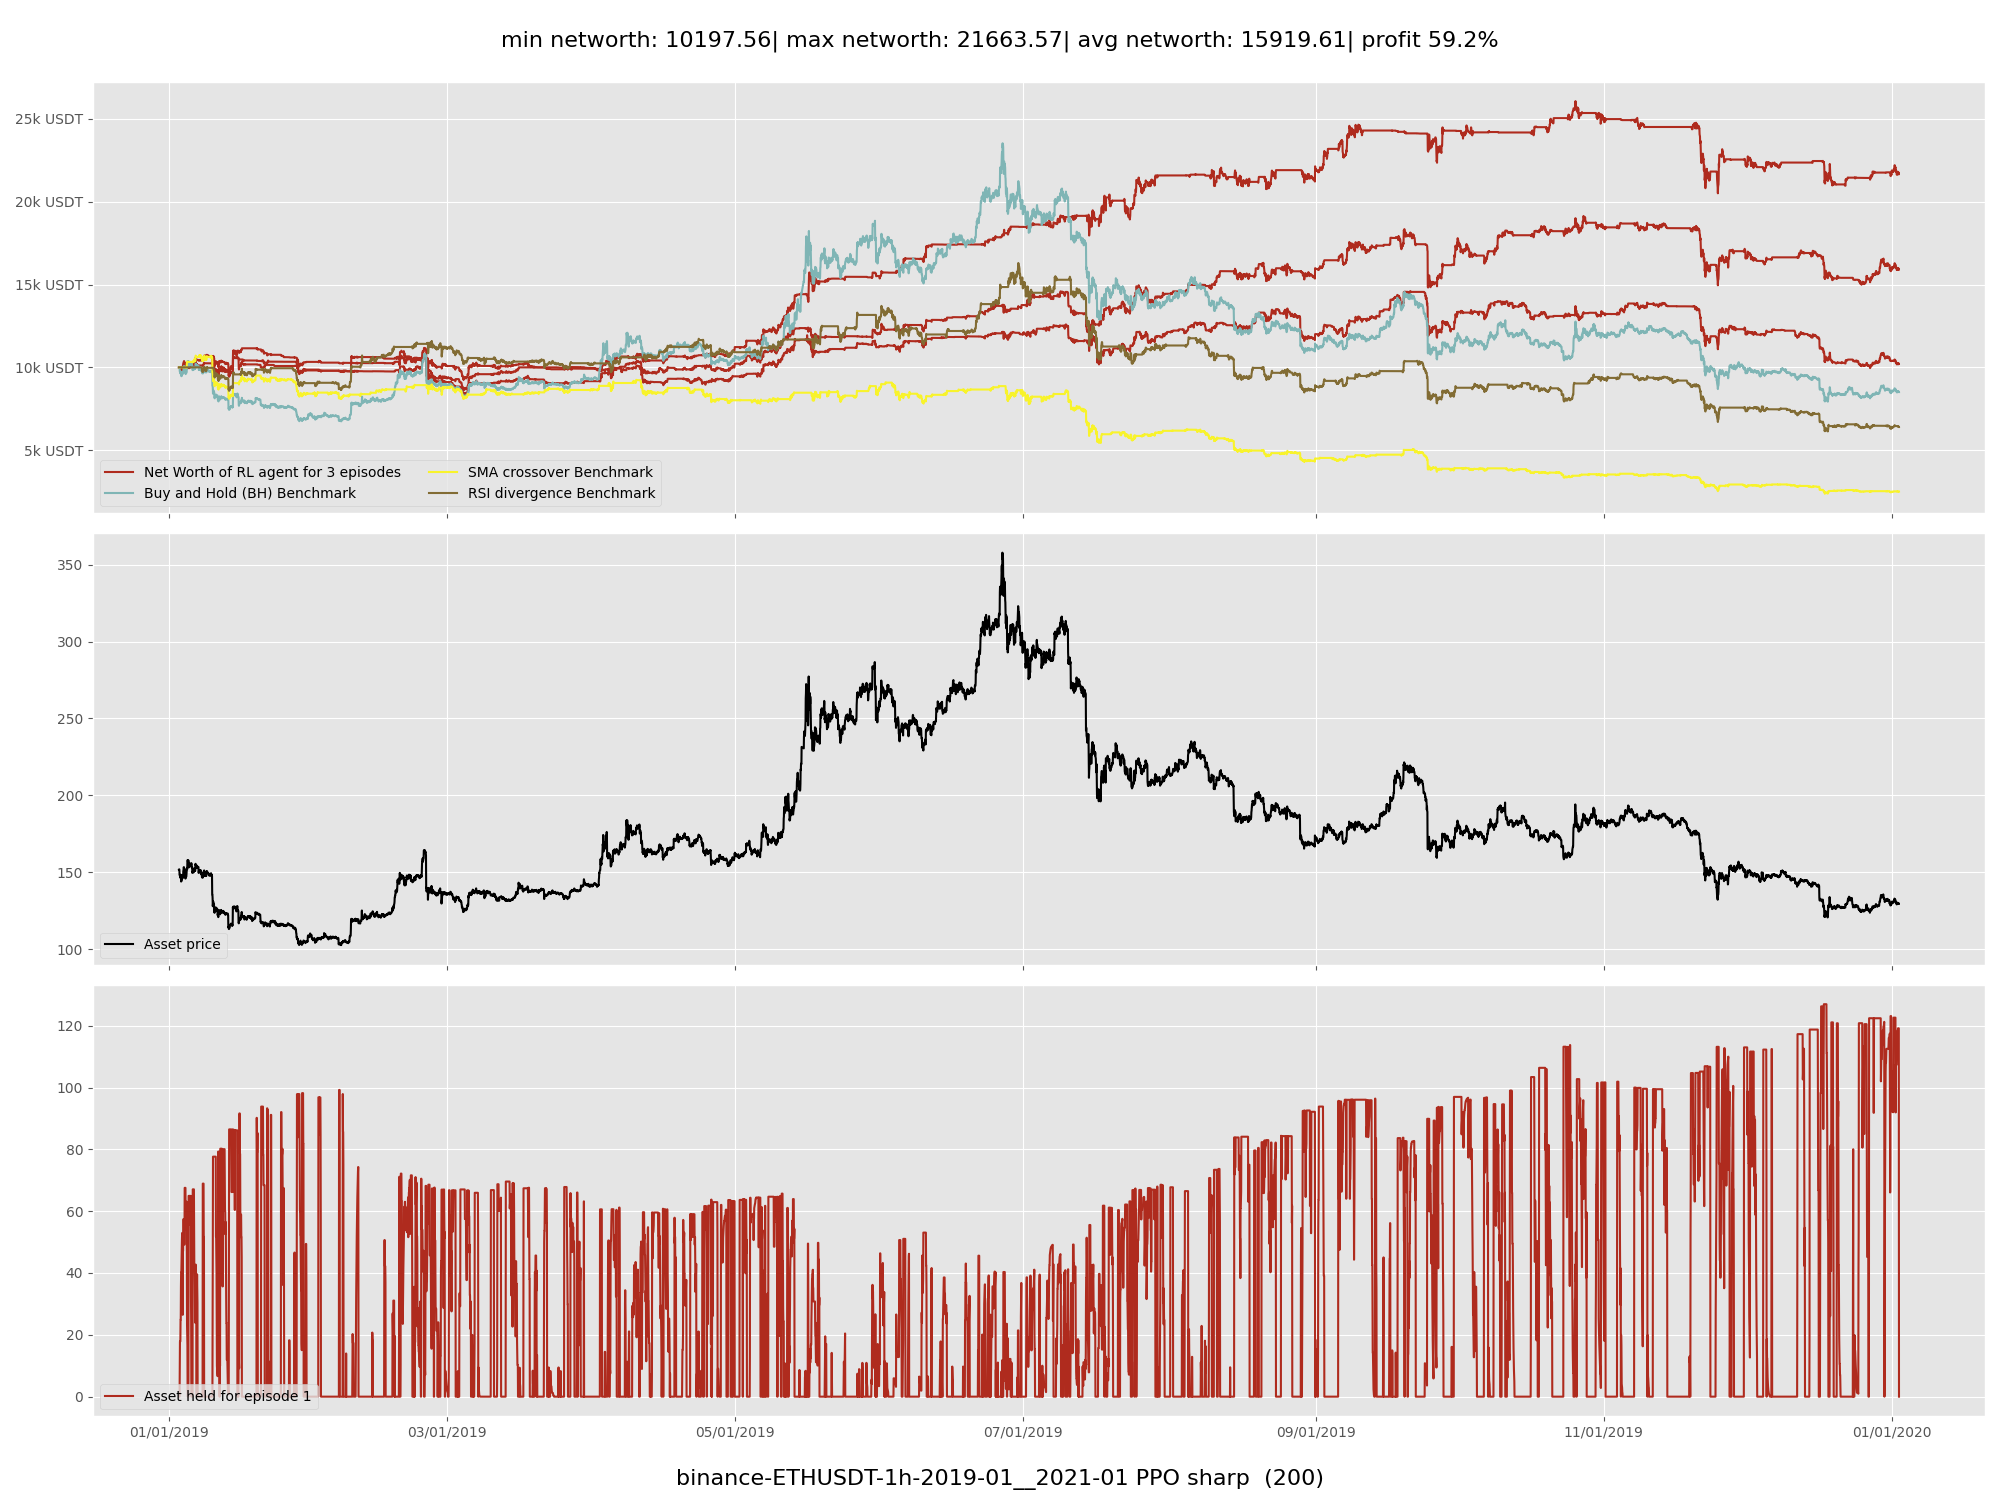 min networth: 10197.56| max networth: 21663.57| avg networth: 15919.61| profit 59.2%
25k USDT
20k USDT
15k USDT
10k USDT
5k USDT
Net Worth of RL agent for 3 episodes
Buy and Hold (BH) Benchmark
SMA crossover Benchmark
RSI divergence Benchmark
350
300
250
200
150
100
Asset price
120
100
80
60
40
20
0
Asset held for episode 1
01/01/2019 03/01/2019 05/01/2019 07/01/2019 09/01/2019 11/01/2019 01/01/2020
binance-ETHUSDT-1h-2019-01__2021-01 PPO sharp (200)